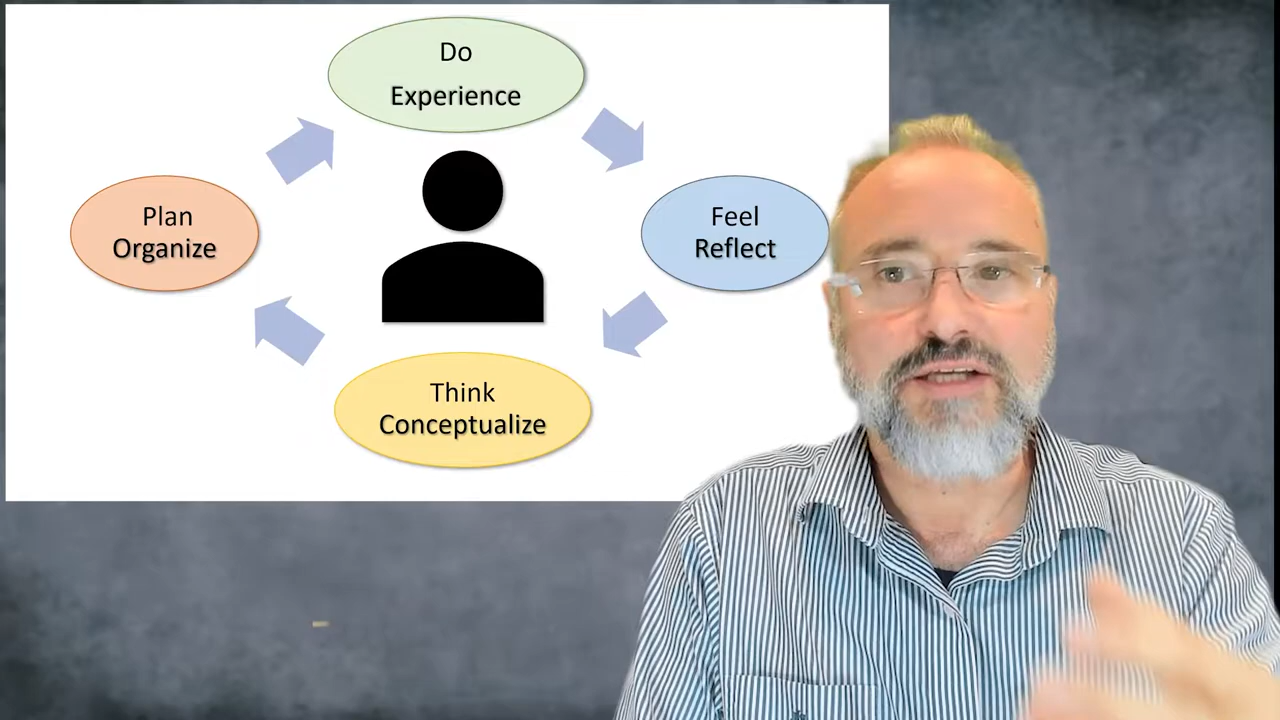 Do
Experience
Plan
Organize
Feel
Reflect
Think
Conceptualize